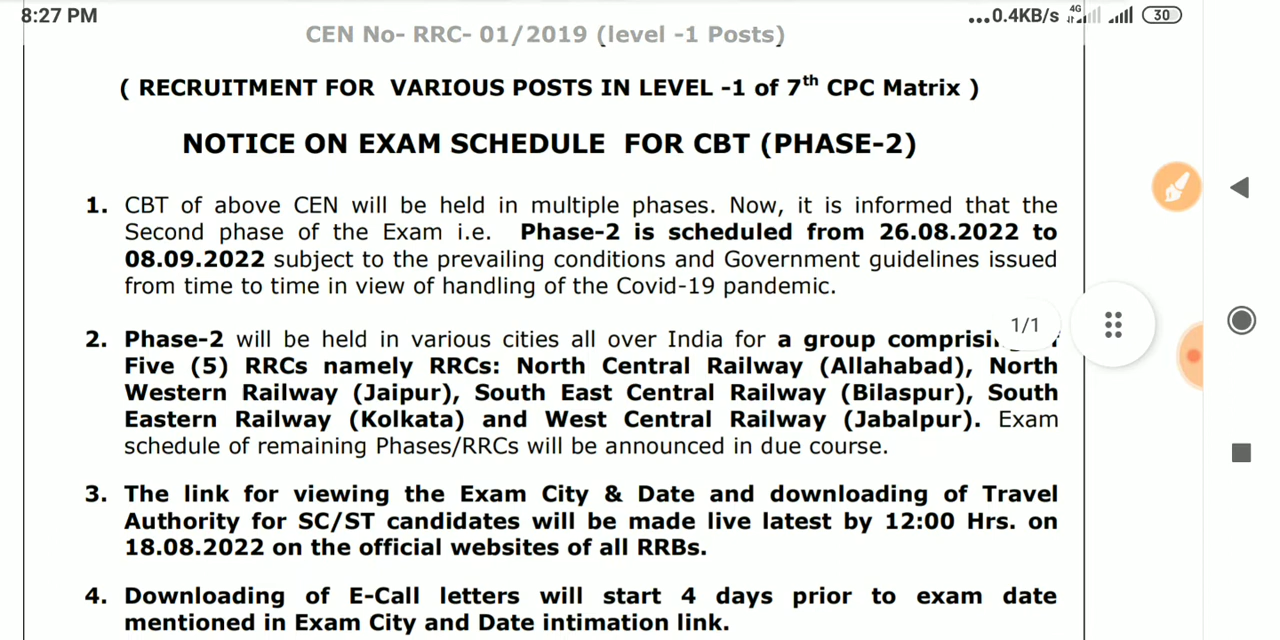 8:27 PM
...0.4KB/s 4G 30
CEN No- RRC- 01/2019 (level -1 Posts)
( RECRUITMENT FOR VARIOUS POSTS IN LEVEL -1 of 7th CPC Matrix )
NOTICE ON EXAM SCHEDULE FOR CBT (PHASE-2)
1. CBT of above CEN will be held in multiple phases. Now, it is informed that the
Second phase of the Exam i.e. Phase-2 is scheduled from 26.08.2022 to
08.09.2022 subject to the prevailing conditions and Government guidelines issued
from time to time in view of handling of the Covid-19 pandemic.
1/1
2. Phase-2 will be held in various cities all over India for a group
Five (5) RRCs namely RRCs: North Central Railway (Allahabad), North
Western Railway (Jaipur), South East Central Railway (Bilaspur), South
Eastern Railway (Kolkata) and West Central Railway (Jabalpur). Exam
schedule of remaining Phases/RRCs will be announced in due course.
3. The link for viewing the Exam City & Date and downloading of Travel
Authority for SC/ST candidates will be made live latest by 12:00 Hrs. on
18.08.2022 on the official websites of all RRBs.
4. Downloading of E-Call letters will start 4 days prior to exam date
mentioned in Exam City and Date intimation link.